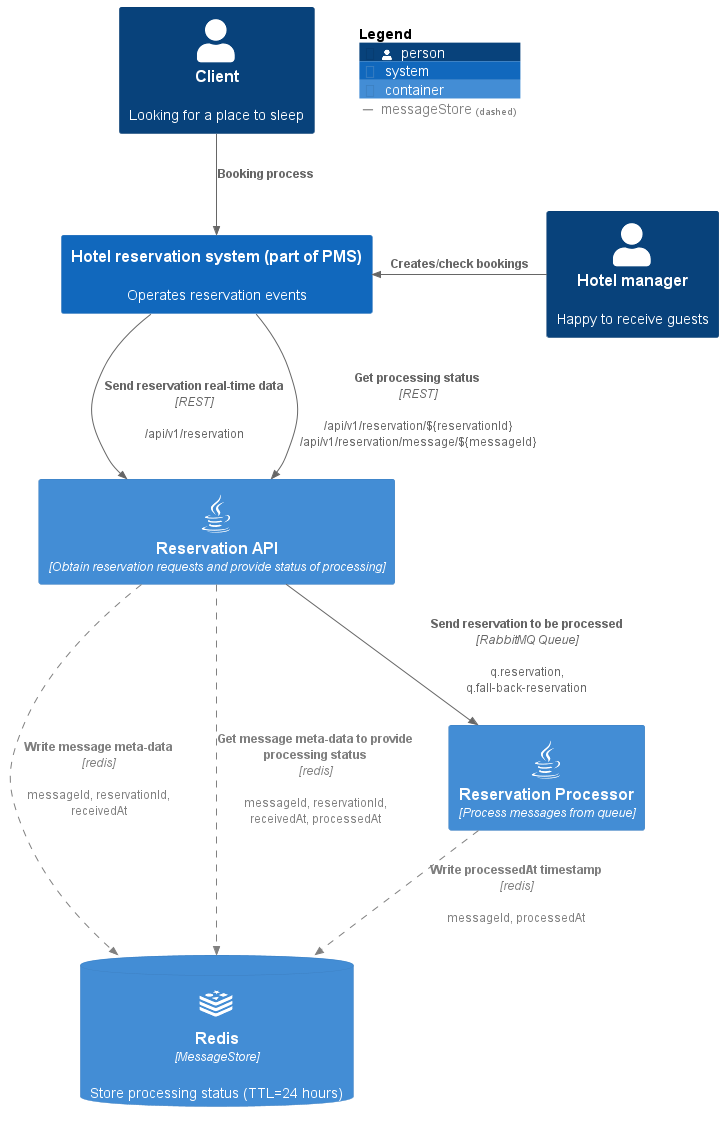 Client
Looking for a place to sleep
Legend
person
system
container
messageStore (dashed)
Booking process
Hotel reservation system (part of PMS)
Operates reservation events
Creates/check bookings
Hotel manager
Happy to receive guests
Send reservation real-time data
[REST]
/api/v1/reservation
Get processing status
[REST]
/api/v1/reservation/${reservationId}
/api/v1/reservation/message/${messageId}
Reservation API
[Obtain reservation requests and provide status of processing]
Send reservation to be processed
[RabbitMQ Queue]
q.reservation,
q.fall-back-reservation
Write message meta-data
[redis]
messageId, reservationId,
receivedAt
Get message meta-data to provide
processing status
[redis]
messageId, reservationId,
receivedAt, processedAt
Reservation Processor
[Process messages from queue]
Write processedAt timestamp
[redis]
messageId, processedAt
Redis
[MessageStore]
Store processing status (TTL=24 hours)